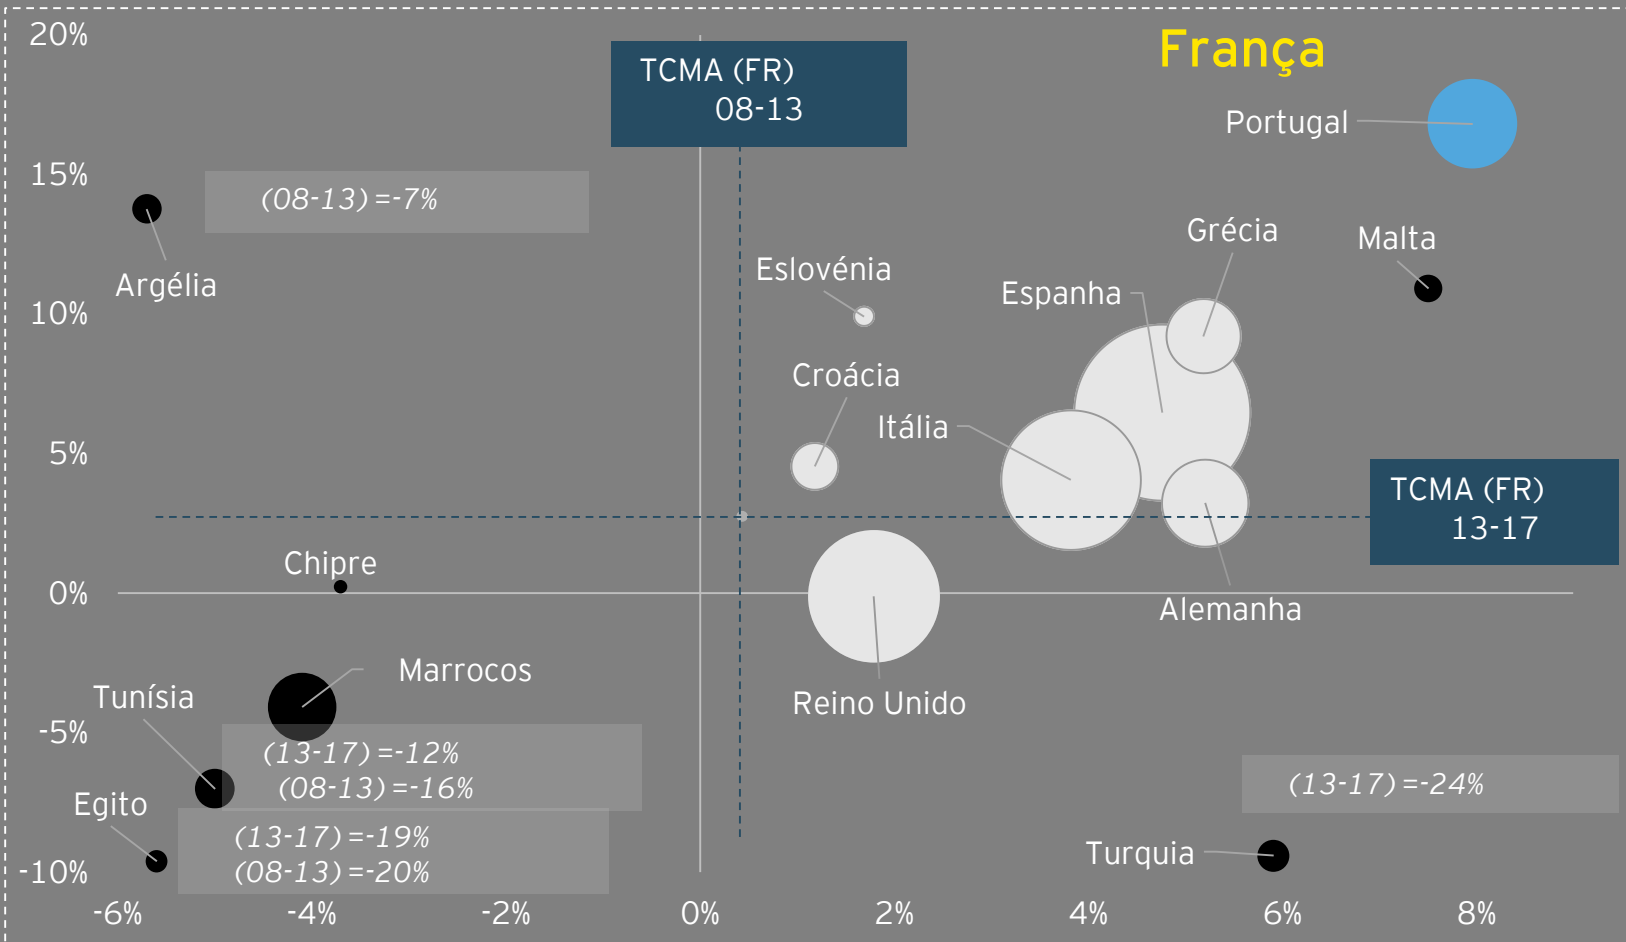 20%
França
TCMA (FR)
08-13
Portugal
15%
(08-13)=-7%
Grécia
Malta
Eslovénia
Argélia
Espanha
10%
Croácia
Itália
5%
TCMA (FR)
13-17
Chipre
0%
Alemanha
Marrocos
Tunísia
Reino Unido
-5%
(13-17)=-12%
(08-13)=-16%
(13-17)=-24%
Egito
(13-17)=-19%
(08-13)=-20%
Turquia
-10%
-6% -4% -2% 0% 2% 4% 6% 8%